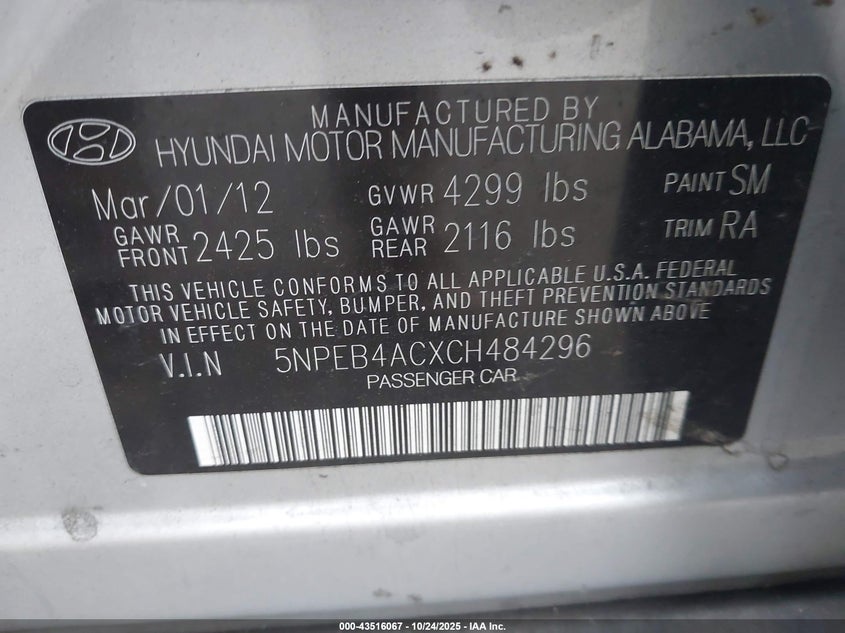 MANUFACTURED BY
HYUNDAI MOTOR MANUFACTURING ALABAMA, LLC
Mar/01/12 GVWR 4299 lbs PAINT SM
GAWR FRONT 2425 lbs GAWR REAR 2116 lbs TRIM RA
THIS VEHICLE CONFORMS TO ALL APPLICABLE U.S.A. FEDERAL
MOTOR VEHICLE SAFETY, BUMPER, AND THEFT PREVENTION STANDARDS
IN EFFECT ON THE DATE OF MANUFACTURE SHOWN ABOVE
V.I.N 5NPEB4ACXCH484296
PASSENGER CAR
000-43516067 - 10/24/2025 - IAA Inc.